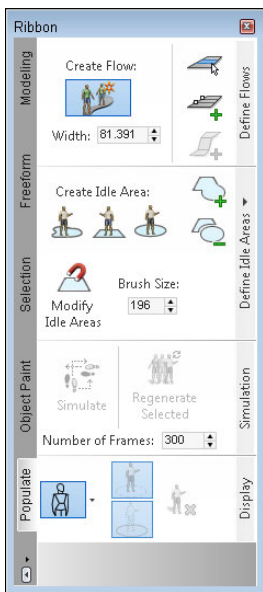 Ribbon
Modeling
Freeform
Selection
Object Paint
Populate
Create Flow:
Width: 81.391
Define Flows
Create Idle Area:
Modify
Idle Areas
Brush Size:
196
Define Idle Areas
Simulate
Regenerate
Selected
Number of Frames: 300
Simulation
Display